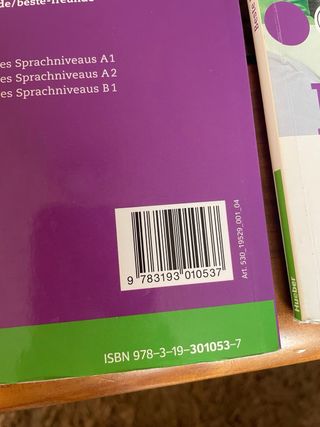 de/beste-freunde
es Sprachniveaus A1
es Sprachniveaus A2
es Sprachniveaus B1
9 783193 010537
Art. 530_19529_001_04
ISBN 978–3–19–301053–7
Hueber